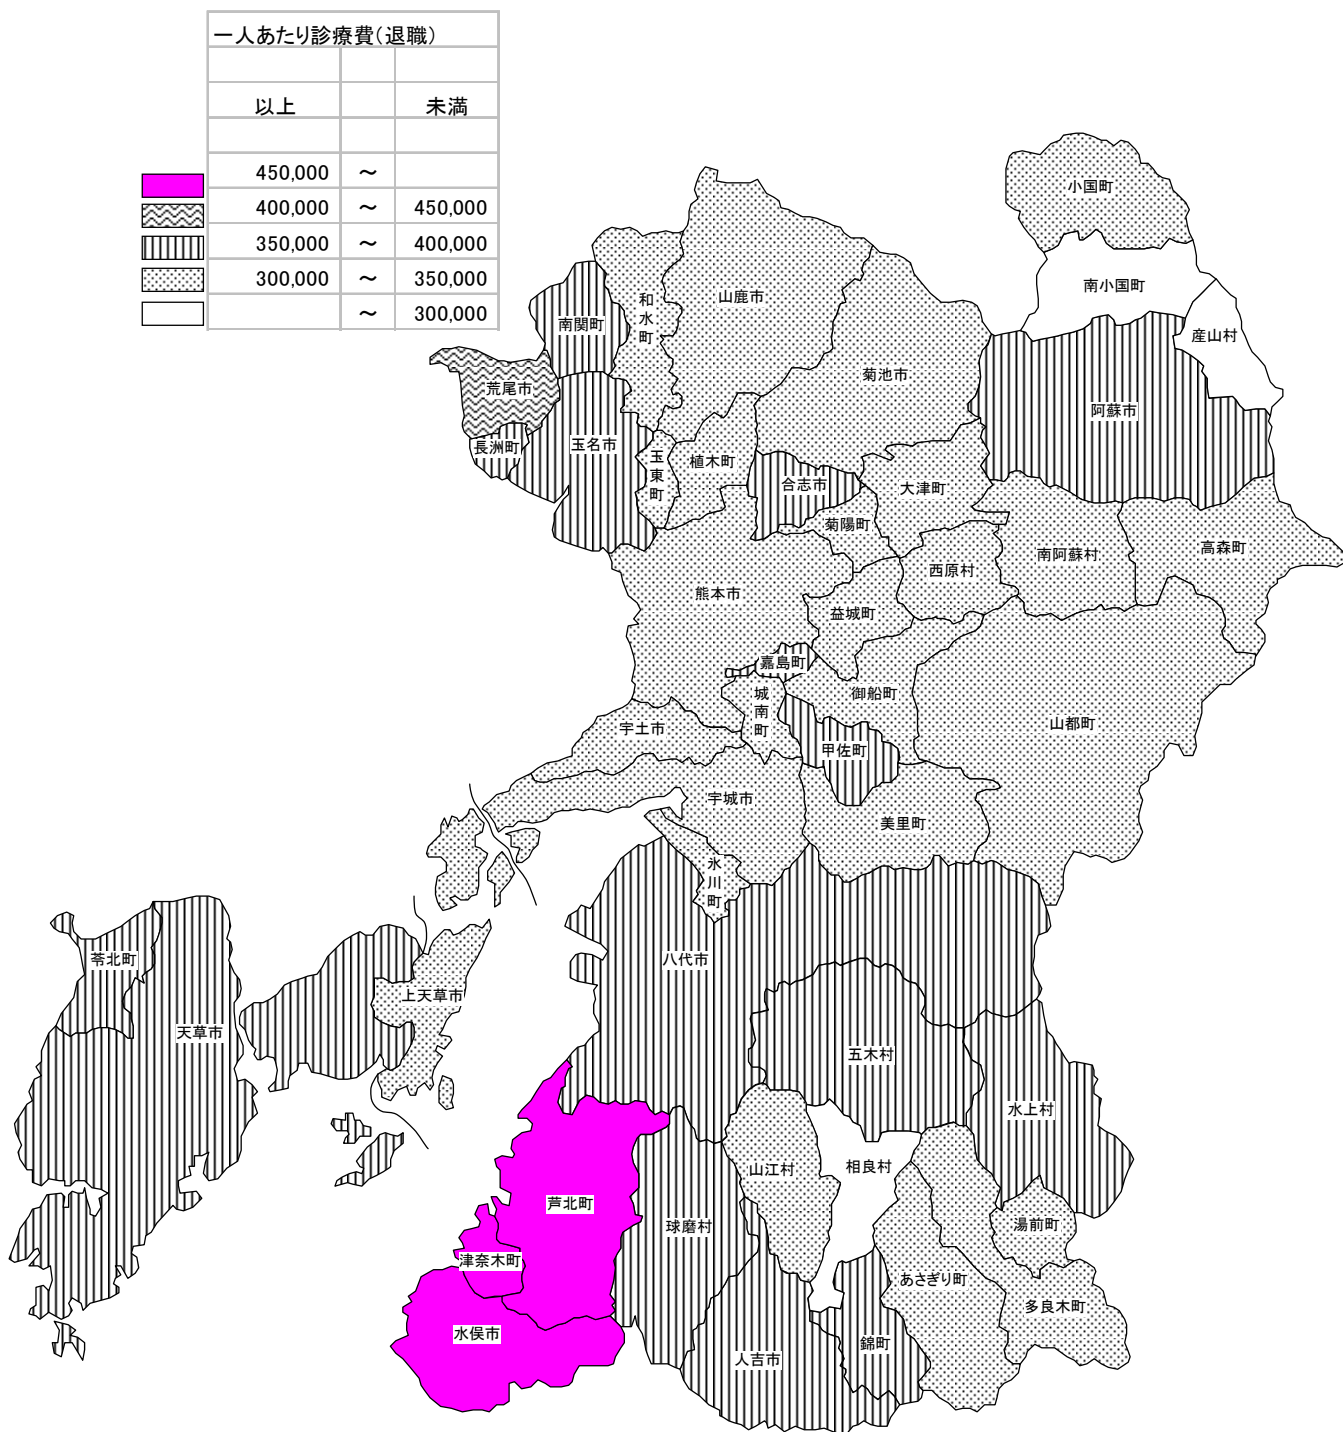 一人あたり診療費(退職)
以上 未満
450,000 ～
400,000 ～ 450,000
350,000 ～ 400,000
300,000 ～ 350,000
～ 300,000
小国町
南小国町
産山村
山鹿市
和水町
南関町
菊池市
荒尾市
阿蘇市
長洲町
玉名市
玉東町
植木町
合志市
大津町
菊陽町
南阿蘇村
高森町
西原村
熊本市
益城町
嘉島町
御船町
城南町
山都町
宇土市
甲佐町
宇城市
美里町
氷川町
苓北町
八代市
上天草市
天草市
五木村
水上村
山江村
相良村
芦北町
球磨村
湯前町
津奈木町
あさぎり町
多良木町
水俣市
人吉市
錦町